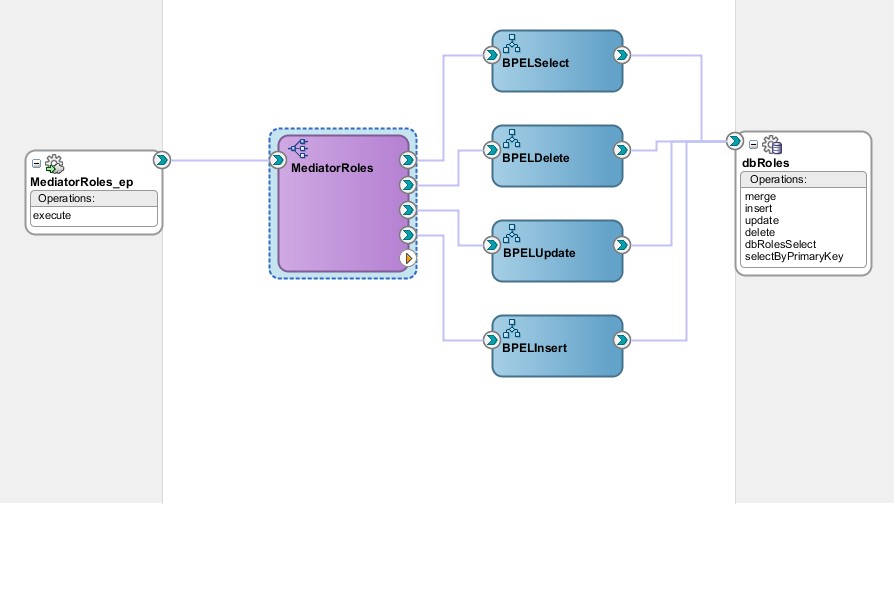 MediatorRoles_ep
Operations:
execute
MediatorRoles
BPELSelect
BPELDelete
BPELUpdate
BPELInsert
dbRoles
Operations:
merge
insert
update
delete
dbRolesSelect
selectByPrimaryKey